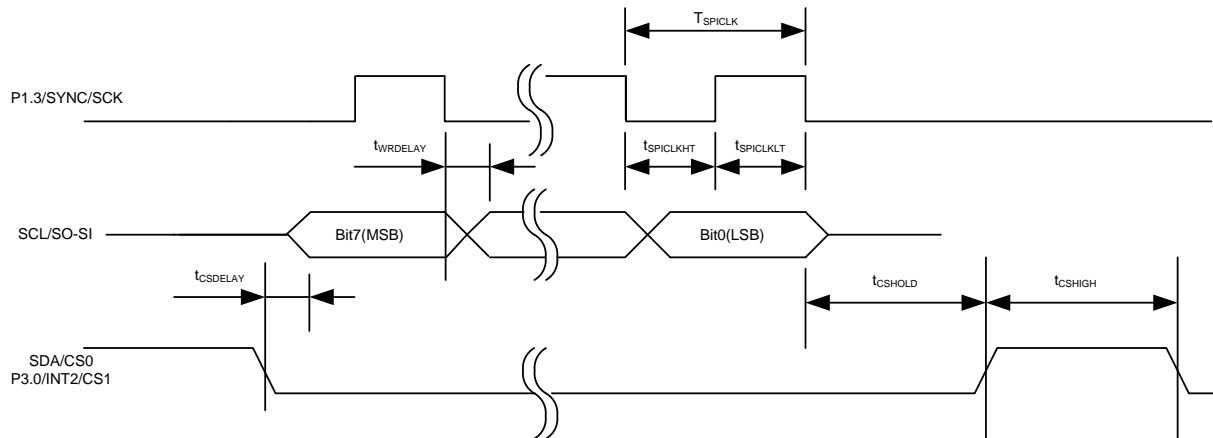 TSPICLK
P1.3/SYNC/SCK
tWRDELAY
tSPICLKHT
tSPICLKLT
SCL/SO-SI
Bit7(MSB)
Bit0(LSB)
tCSDELAY
tCSHOLD
tCSHIGH
SDA/CS0
P3.0/INT2/CS1